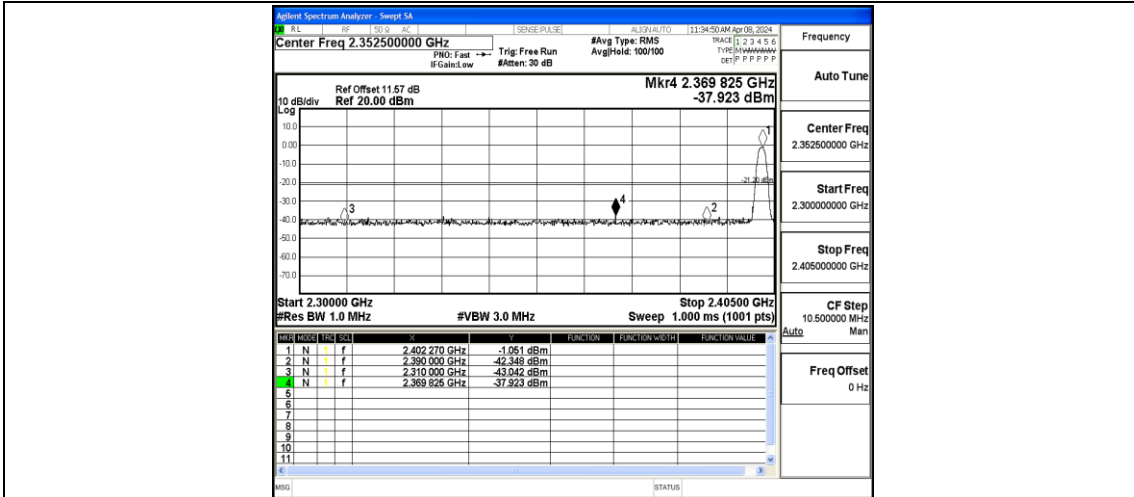 Agilent Spectrum Analyzer - Swept SA
RL RF 50 Ω AC SENSE:PULSE ALIGN AUTO 11:34:50 AM Apr 08, 2024
Center Freq 2.352500000 GHz
PNO: Fast
IFGain:Low
Trig: Free Run
#Atten: 30 dB
#Avg Type: RMS
Avg|Hold: 100/100
TRACE 1 2 3 4 5 6
TYPE MWWWWW
DET P P P P P P
Frequency
Auto Tune
Center Freq
2.352500000 GHz
Start Freq
2.300000000 GHz
Stop Freq
2.405000000 GHz
CF Step
10.500000 MHz
Auto Man
Freq Offset
0 Hz
Mkr4 2.369 825 GHz
-37.923 dBm
Ref Offset 11.57 dB
10 dB/div Ref 20.00 dBm
Log
10.0
0.00
-10.0
-20.0
-30.0
-40.0
-50.0
-60.0
-70.0
1
-21.20 dBm
4
3
2
Start 2.30000 GHz Stop 2.40500 GHz
#Res BW 1.0 MHz #VBW 3.0 MHz Sweep 1.000 ms (1001 pts)
MKR MODE TRC SCL X Y FUNCTION FUNCTION WIDTH FUNCTION VALUE
1 N 1 f 2.402 270 GHz -1.051 dBm
2 N 1 f 2.390 000 GHz -42.348 dBm
3 N 1 f 2.310 000 GHz -43.042 dBm
4 N 1 f 2.369 825 GHz -37.923 dBm
5
6
7
8
9
10
11
MSG STATUS